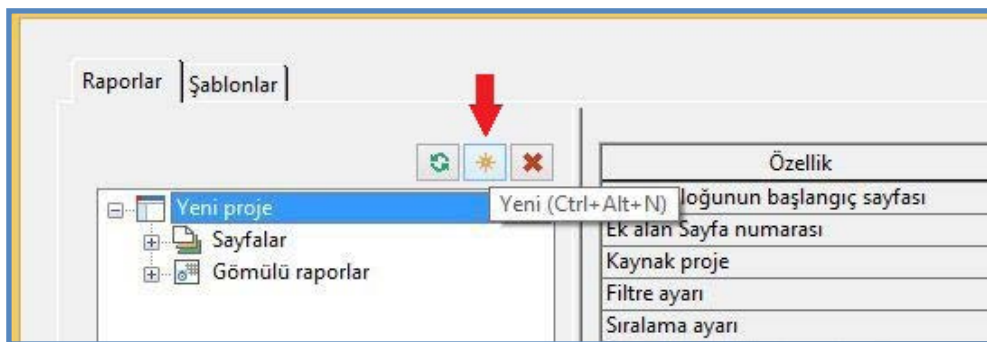 Raporlar Şablonlar
Özellik
Yeni proje
Yeni (Ctrl+Alt+N)
loğunun başlangıç sayfası
Sayfalar
Ek alan Sayfa numarası
Gömülü raporlar
Kaynak proje
Filtre ayarı
Sıralama ayarı